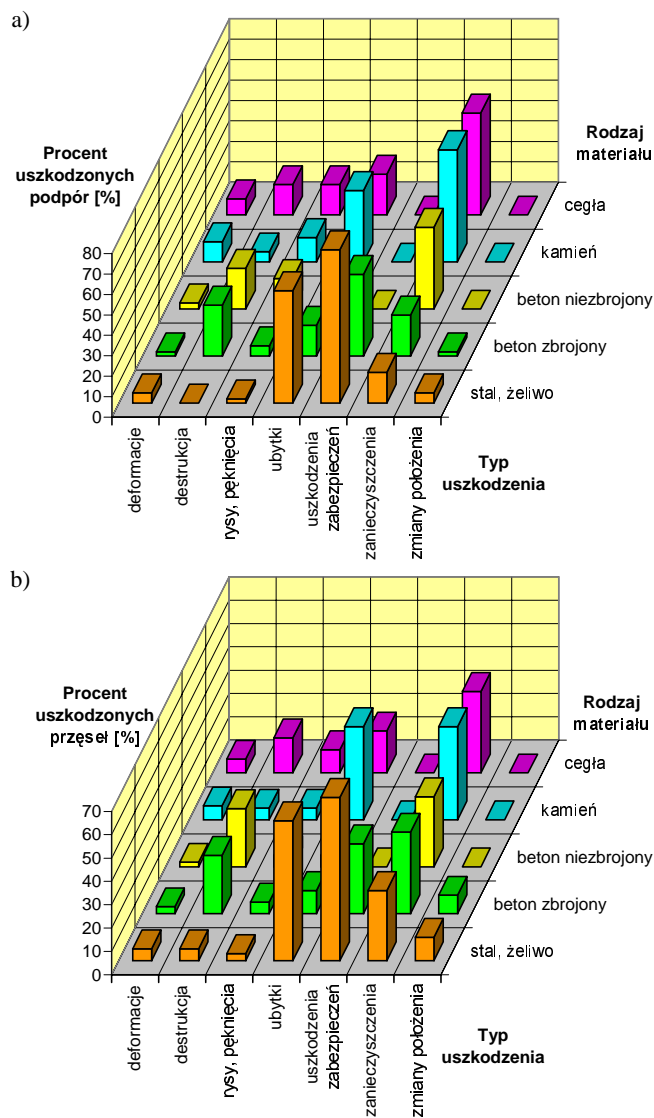 a)
Procent
uszkodzonych
podpór [%]
80
70
60
50
40
30
20
10
0
Rodzaj
materiału
cegła
kamień
beton niezbrojony
beton zbrojony
stal, żeliwo
deformacje
destrukcja
rysy, pęknięcia
ubytki
uszkodzenia
zabezpieczeń
zanieczyszczenia
zmiany położenia
Typ
uszkodzenia
b)
Procent
uszkodzonych
przęseł [%]
70
60
50
40
30
20
10
0
Rodzaj
materiału
cegła
kamień
beton niezbrojony
beton zbrojony
stal, żeliwo
deformacje
destrukcja
rysy, pęknięcia
ubytki
uszkodzenia
zabezpieczeń
zanieczyszczenia
zmiany położenia
Typ
uszkodzenia